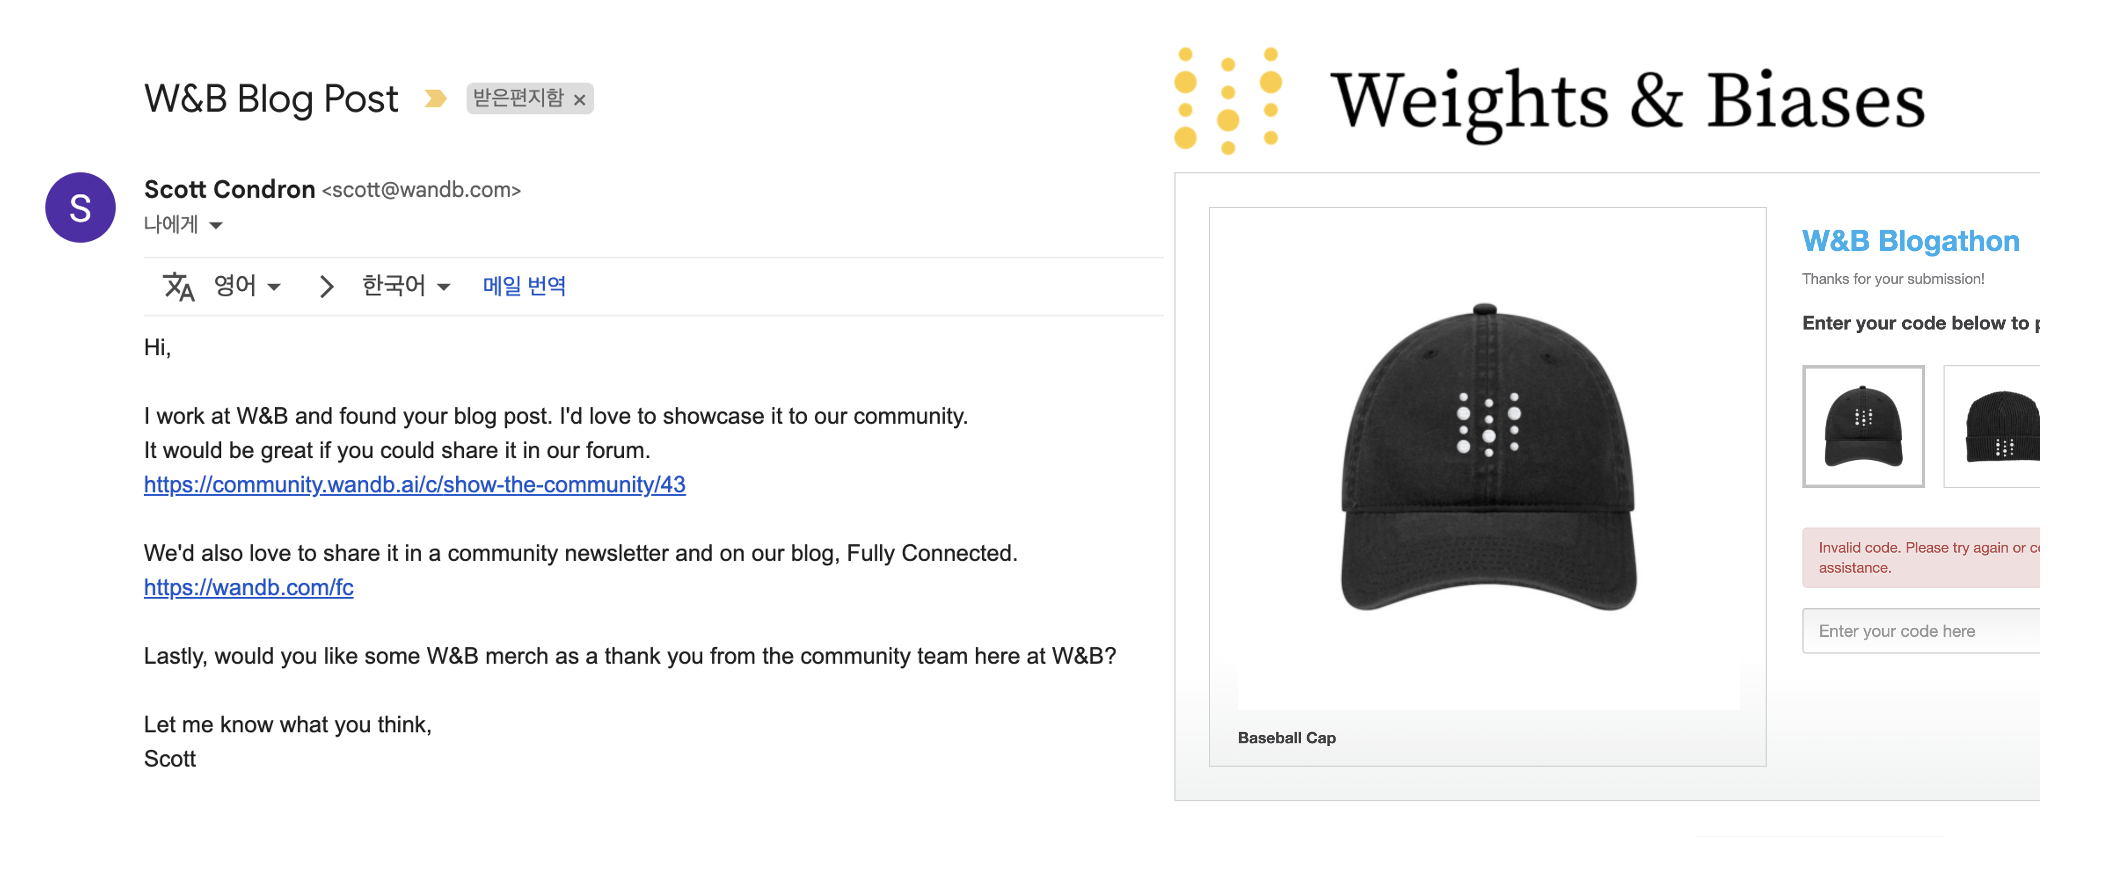 W&B Blog Post
받은편지함 ×
S
Scott Condron <scott@wandb.com>
나에게
영어 한국어 메일 번역
Hi,
I work at W&B and found your blog post. I'd love to showcase it to our community.
It would be great if you could share it in our forum.
https://community.wandb.ai/c/show-the-community/43
We'd also love to share it in a community newsletter and on our blog, Fully Connected.
https://wandb.com/fc
Lastly, would you like some W&B merch as a thank you from the community team here at W&B?
Let me know what you think,
Scott
Weights & Biases
Baseball Cap
W&B Blogathon
Thanks for your submission!
Enter your code below to
Invalid code. Please try again or
assistance.
Enter your code here